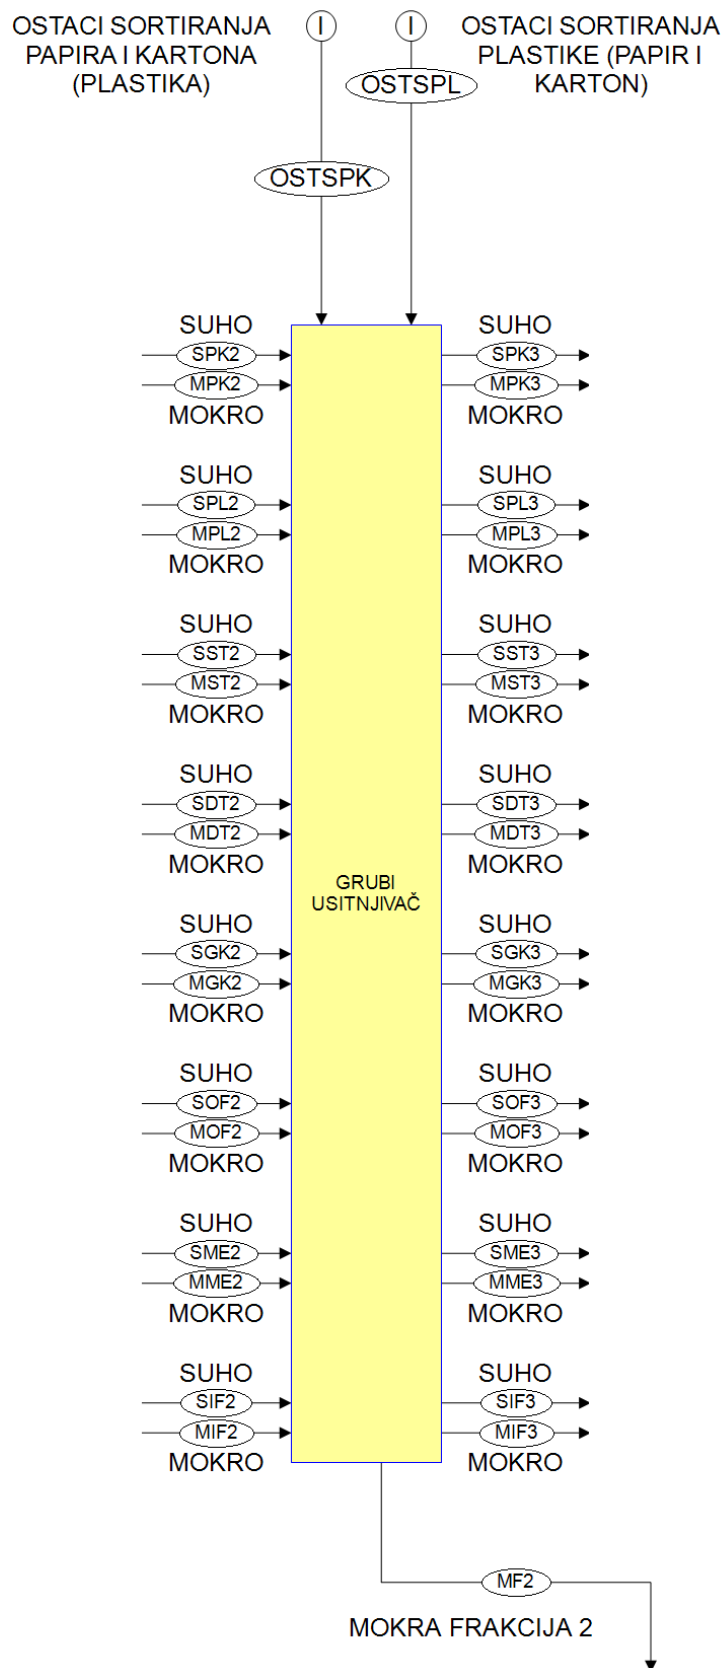 OSTACI SORTIRANJA
PAPIRA I KARTONA
(PLASTIKA)
I
I
OSTACI SORTIRANJA
PLASTIKE (PAPIR I
KARTON)
OSTSPL
OSTSPK
SUHO
SPK2
MPK2
MOKRO
SUHO
SPK3
MPK3
MOKRO
SUHO
SPL2
MPL2
MOKRO
SUHO
SPL3
MPL3
MOKRO
SUHO
SST2
MST2
MOKRO
SUHO
SST3
MST3
MOKRO
SUHO
SDT2
MDT2
MOKRO
SUHO
SDT3
MDT3
MOKRO
GRUBI
USITNJIVAČ
SUHO
SGK2
MGK2
MOKRO
SUHO
SGK3
MGK3
MOKRO
SUHO
SOF2
MOF2
MOKRO
SUHO
SOF3
MOF3
MOKRO
SUHO
SME2
MME2
MOKRO
SUHO
SME3
MME3
MOKRO
SUHO
SIF2
MIF2
MOKRO
SUHO
SIF3
MIF3
MOKRO
MF2
MOKRA FRAKCIJA 2